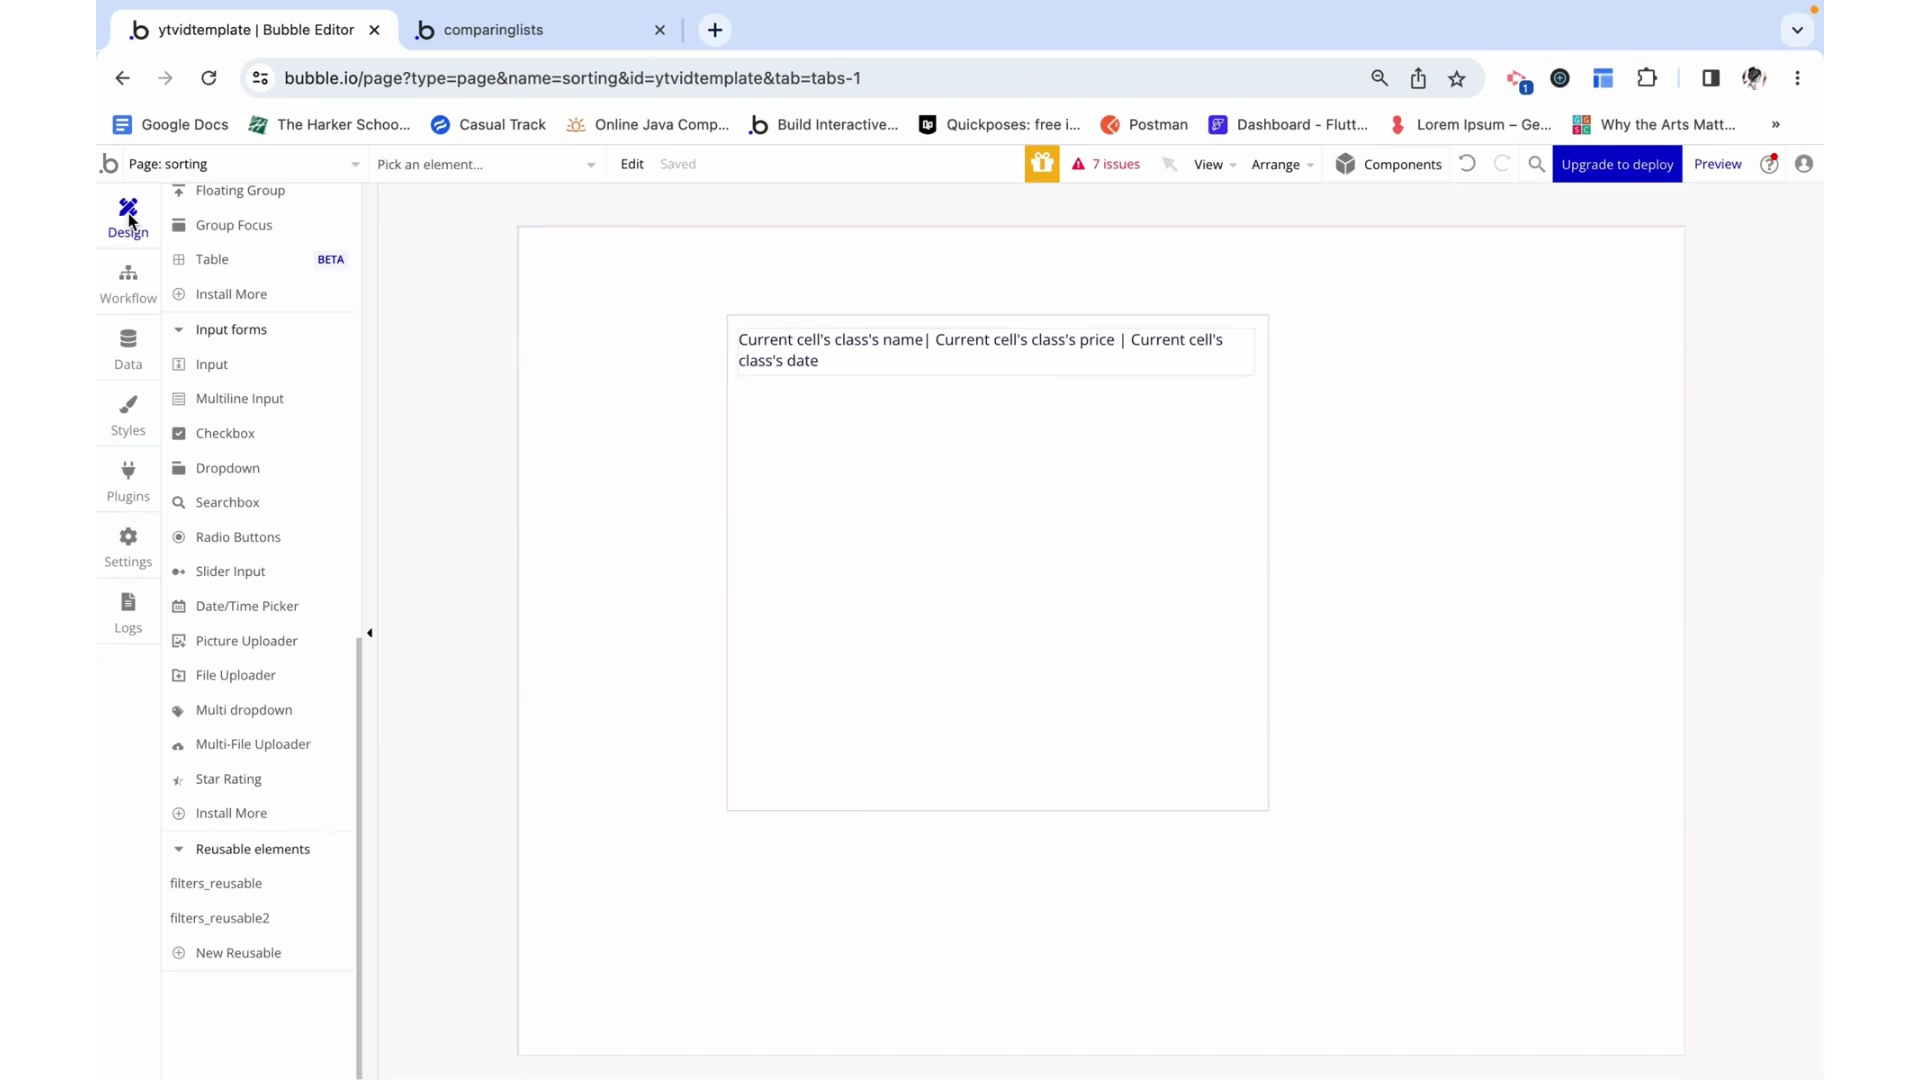 ytvidtemplate | Bubble Editor
comparinglists
bubble.io/page?type=page&name=sorting&id=ytvidtemplate&tab=tabs-1
1
Google Docs
The Harker Schoo...
Casual Track
Online Java Comp...
Build Interactive...
Quickposes: free i...
Postman
Dashboard - Flutt...
Lorem Ipsum – Ge...
Why the Arts Matt...
»
Page: sorting
Pick an element...
Edit
Saved
7 issues
View
Arrange
Components
Upgrade to deploy
Preview
Design
Workflow
Data
Styles
Plugins
Settings
Logs
Floating Group
Group Focus
Table BETA
Install More
Input forms
Input
Multiline Input
Checkbox
Dropdown
Searchbox
Radio Buttons
Slider Input
Date/Time Picker
Picture Uploader
File Uploader
Multi dropdown
Multi-File Uploader
Star Rating
Install More
Reusable elements
filters_reusable
filters_reusable2
New Reusable
Current cell's class's name| Current cell's class's price | Current cell's
class's date